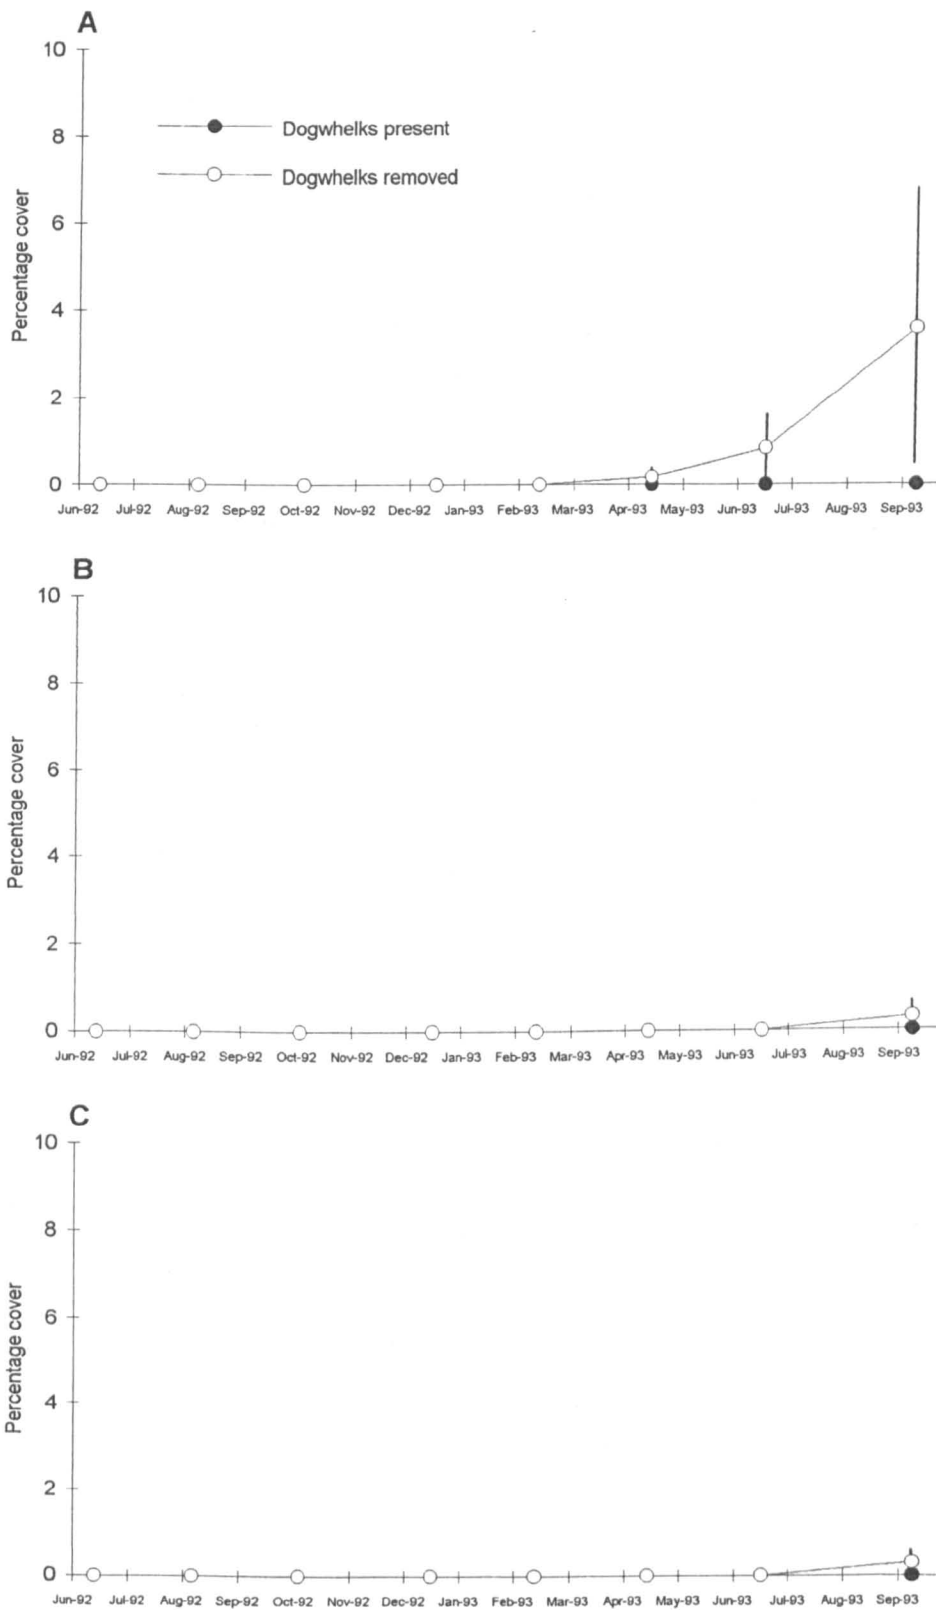 A
10
8
6
4
2
0
Percentage cover
Dogwhelks present
Dogwhelks removed
Jun-92 Jul-92 Aug-92 Sep-92 Oct-92 Nov-92 Dec-92 Jan-93 Feb-93 Mar-93 Apr-93 May-93 Jun-93 Jul-93 Aug-93 Sep-93
B
10
8
6
4
2
0
Percentage cover
Jun-92 Jul-92 Aug-92 Sep-92 Oct-92 Nov-92 Dec-92 Jan-93 Feb-93 Mar-93 Apr-93 May-93 Jun-93 Jul-93 Aug-93 Sep-93
C
10
8
6
4
2
0
Percentage cover
Jun-92 Jul-92 Aug-92 Sep-92 Oct-92 Nov-92 Dec-92 Jan-93 Feb-93 Mar-93 Apr-93 May-93 Jun-93 Jul-93 Aug-93 Sep-93